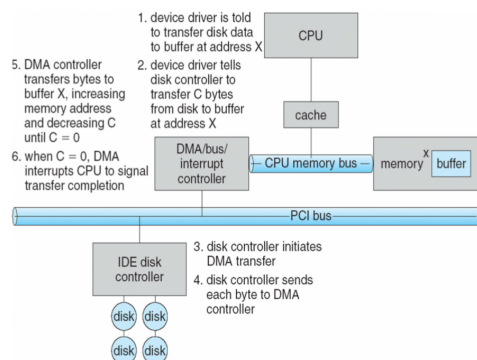 1. device driver is told
to transfer disk data
to buffer at address X
CPU
5. DMA controller
transfers bytes to
buffer X, increasing
memory address
and decreasing C
until C = 0
2. device driver tells
disk controller to
transfer C bytes
from disk to buffer
at address X
cache
6. when C = 0, DMA
interrupts CPU to signal
transfer completion
DMA/bus/
interrupt
controller
CPU memory bus
memory
x
buffer
PCI bus
IDE disk
controller
3. disk controller initiates
DMA transfer
4. disk controller sends
each byte to DMA
controller
disk
disk
disk
disk